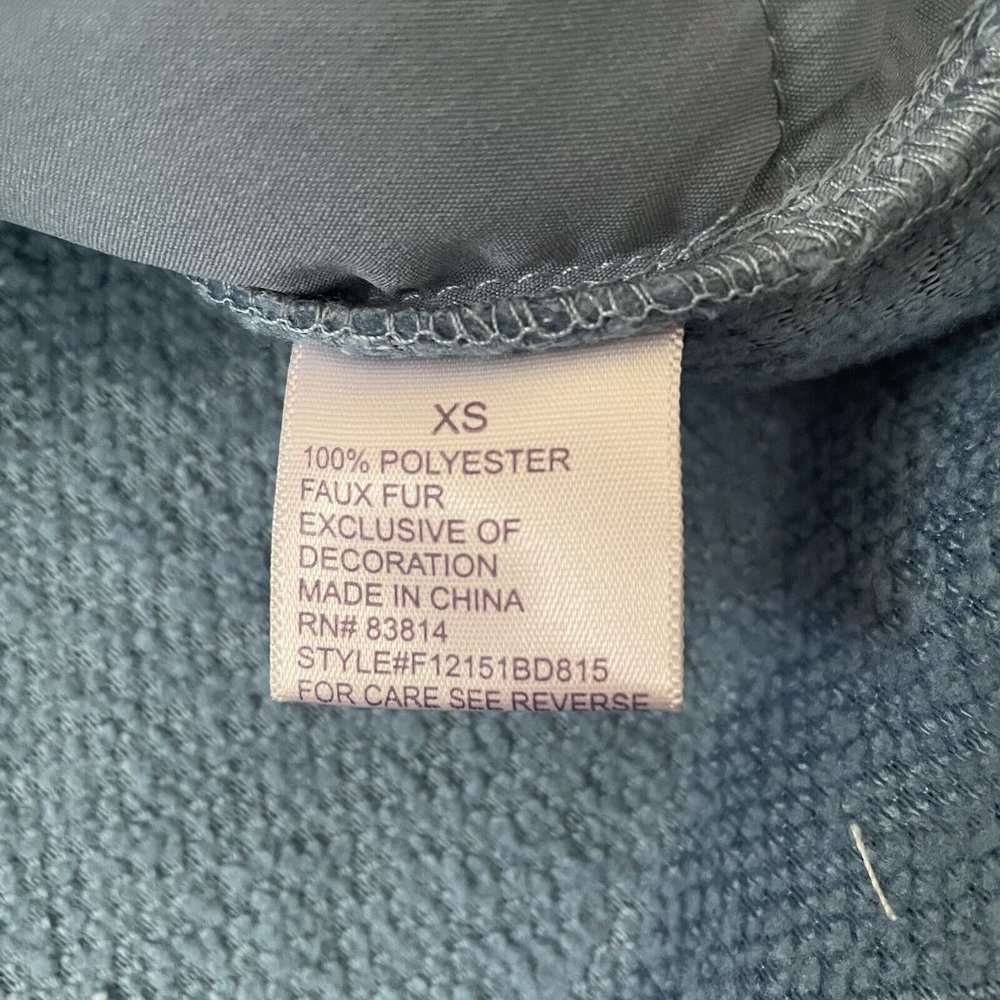 XS
100% POLYESTER
FAUX FUR
EXCLUSIVE OF
DECORATION
MADE IN CHINA
RN# 83814
STYLE#F12151BD815
FOR CARE SEE REVERSE